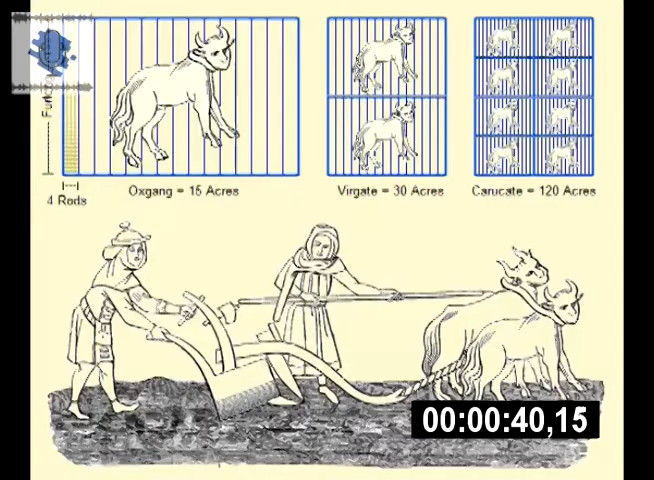 Oxgang = 15 Acres
Virgate = 30 Acres
Carucate = 120 Acres
4 Rods
00:00:40,15